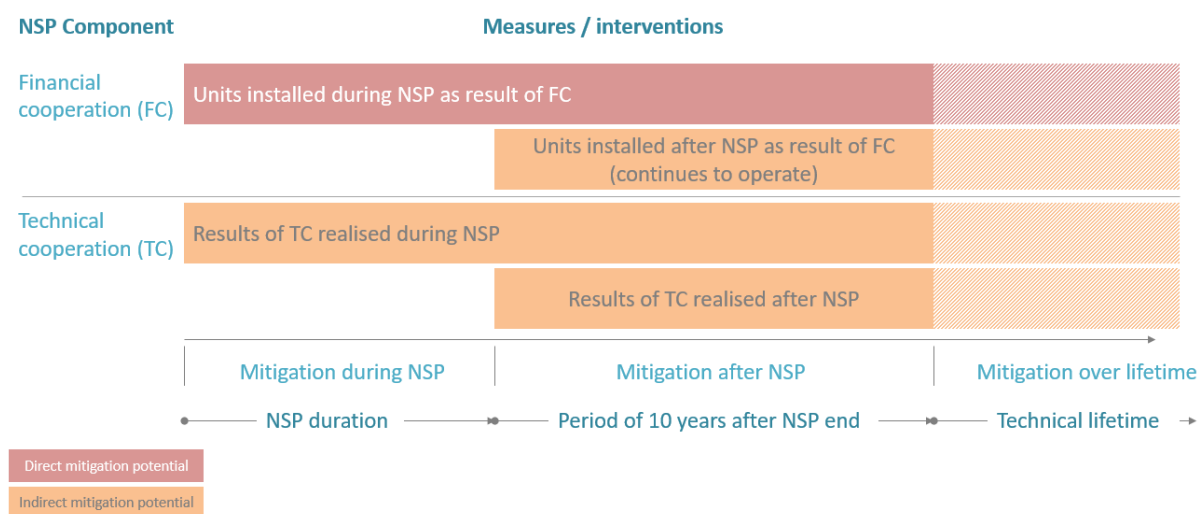 NSP Component
Measures / interventions
Financial
cooperation (FC)
Units installed during NSP as result of FC
Units installed after NSP as result of FC
(continues to operate)
Technical
cooperation (TC)
Results of TC realised during NSP
Results of TC realised after NSP
Mitigation during NSP
Mitigation after NSP
Mitigation over lifetime
NSP duration
Period of 10 years after NSP end
Technical lifetime
Direct mitigation potential
Indirect mitigation potential